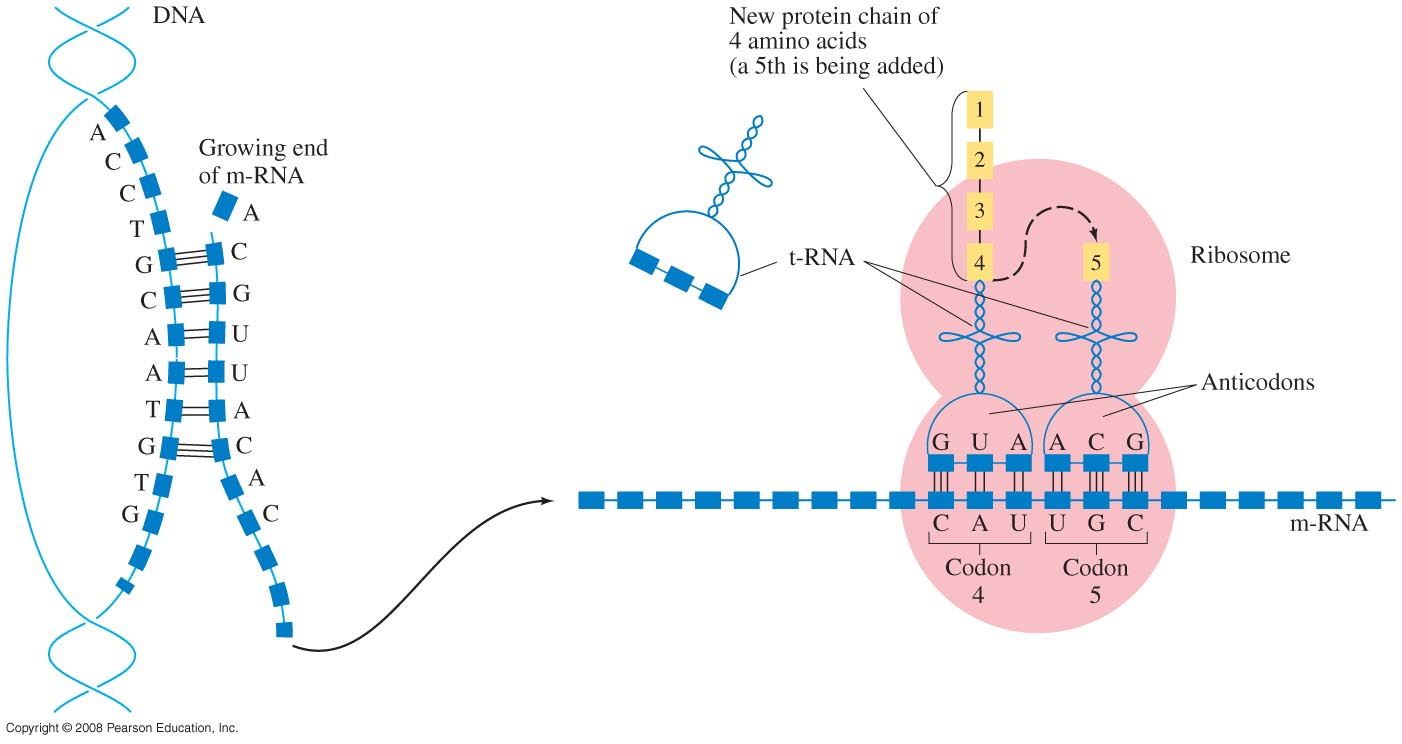 DNA
A
C
C
T
G
C
A
A
T
G
T
G
Growing end
of m-RNA
A
C
G
U
U
A
C
A
C
New protein chain of
4 amino acids
(a 5th is being added)
1
2
3
4
5
t-RNA
Ribosome
Anticodons
G U A A C G
C A U U G C
m-RNA
Codon
4
Codon
5
Copyright © 2008 Pearson Education, Inc.